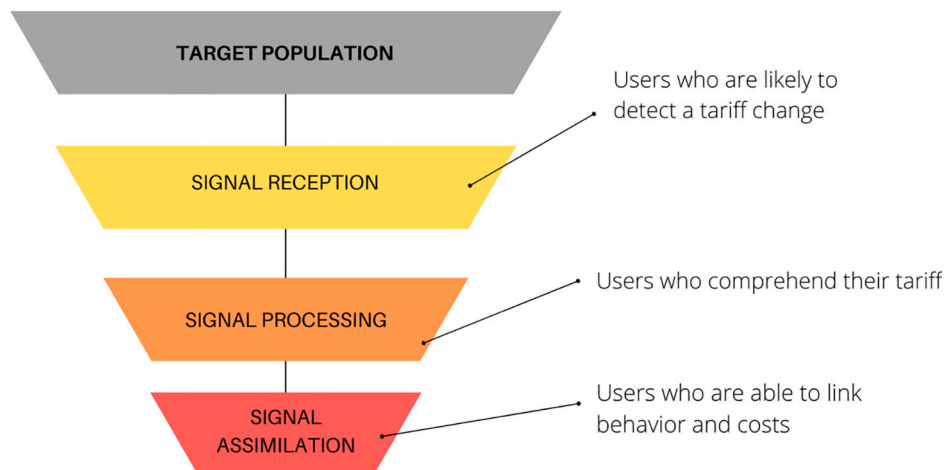 TARGET POPULATION
Users who are likely to
detect a tariff change
SIGNAL RECEPTION
Users who comprehend their tariff
SIGNAL PROCESSING
Users who are able to link
behavior and costs
SIGNAL
ASSIMILATION